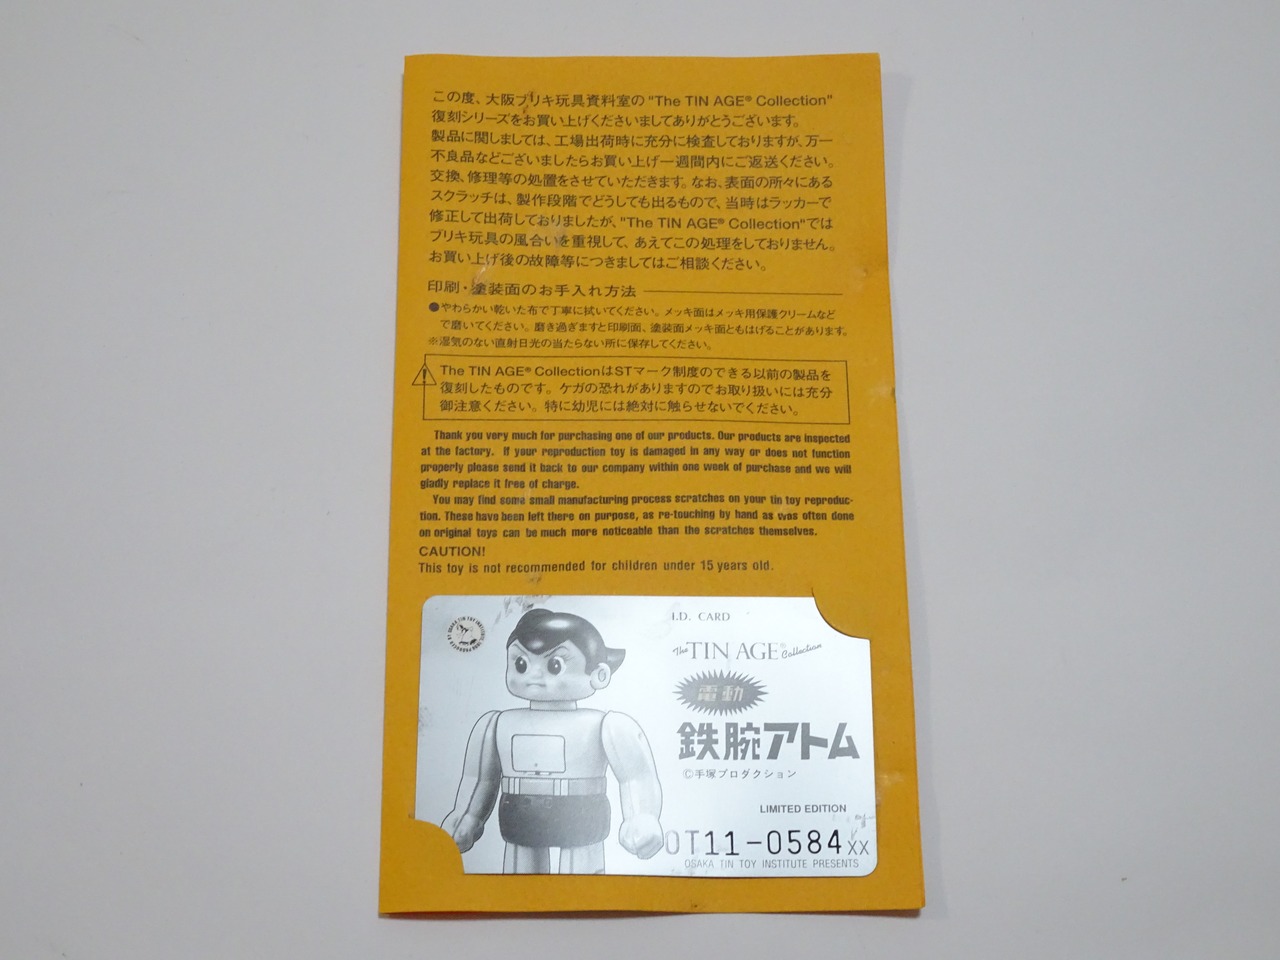 この度、大阪ブリキ玩具資料室の"The TIN AGE® Collection"
復刻シリーズをお買い上げくださいましてありがとうございます。
製品に関しましては、工場出荷時に充分に検査しておりますが、万一
不良品などございましたらお買い上げ一週間内にご返送ください。
交換、修理等の処置をさせていただきます。なお、表面の所々にある
スクラッチは、製作段階でどうしても出るもので、当時はラッカーで
修正して出荷しておりましたが、"The TIN AGE® Collection"では
ブリキ玩具の風合いを重視して、あえてこの処理をしておりません。
お買い上げ後の故障等につきましてはご相談ください。
印刷・塗装面のお手入れ方法
●やわらかい乾いた布で丁寧に拭いてください。メッキ面はメッキ用保護クリームなど
で磨いてください。磨き過ぎますと印刷面、塗装面メッキ面ともはげることがあります。
※湿気のない直射日光の当たらない所に保存してください。
The TIN AGE® CollectionはSTマーク制度のできる以前の製品を
復刻したものです。ケガの恐れがありますのでお取り扱いには充分
御注意ください。特に幼児には絶対に触らせないでください。
Thank you very much for purchasing one of our products. Our products are inspected
at the factory. If your reproduction toy is damaged in any way or does not function
properly please send it back to our company within one week of purchase and we will
gladly replace it free of charge.
You may find some small manufacturing process scratches on your tin toy reproduc-
tion. These have been left there on purpose, as re-touching by hand as was often done
on original toys can be much more noticeable than the scratches themselves.
CAUTION!
This toy is not recommended for children under 15 years old.
I.D. CARD
The TIN AGE® Collection
電動
鉄腕アトム
©手塚プロダクション
LIMITED EDITION
OT11-0584XX
OSAKA TIN TOY INSTITUTE PRESENTS